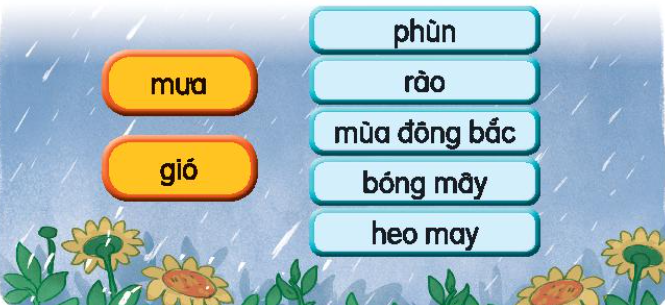 mưa
gió
phùn
rào
mùa đông bắc
bóng mây
heo may